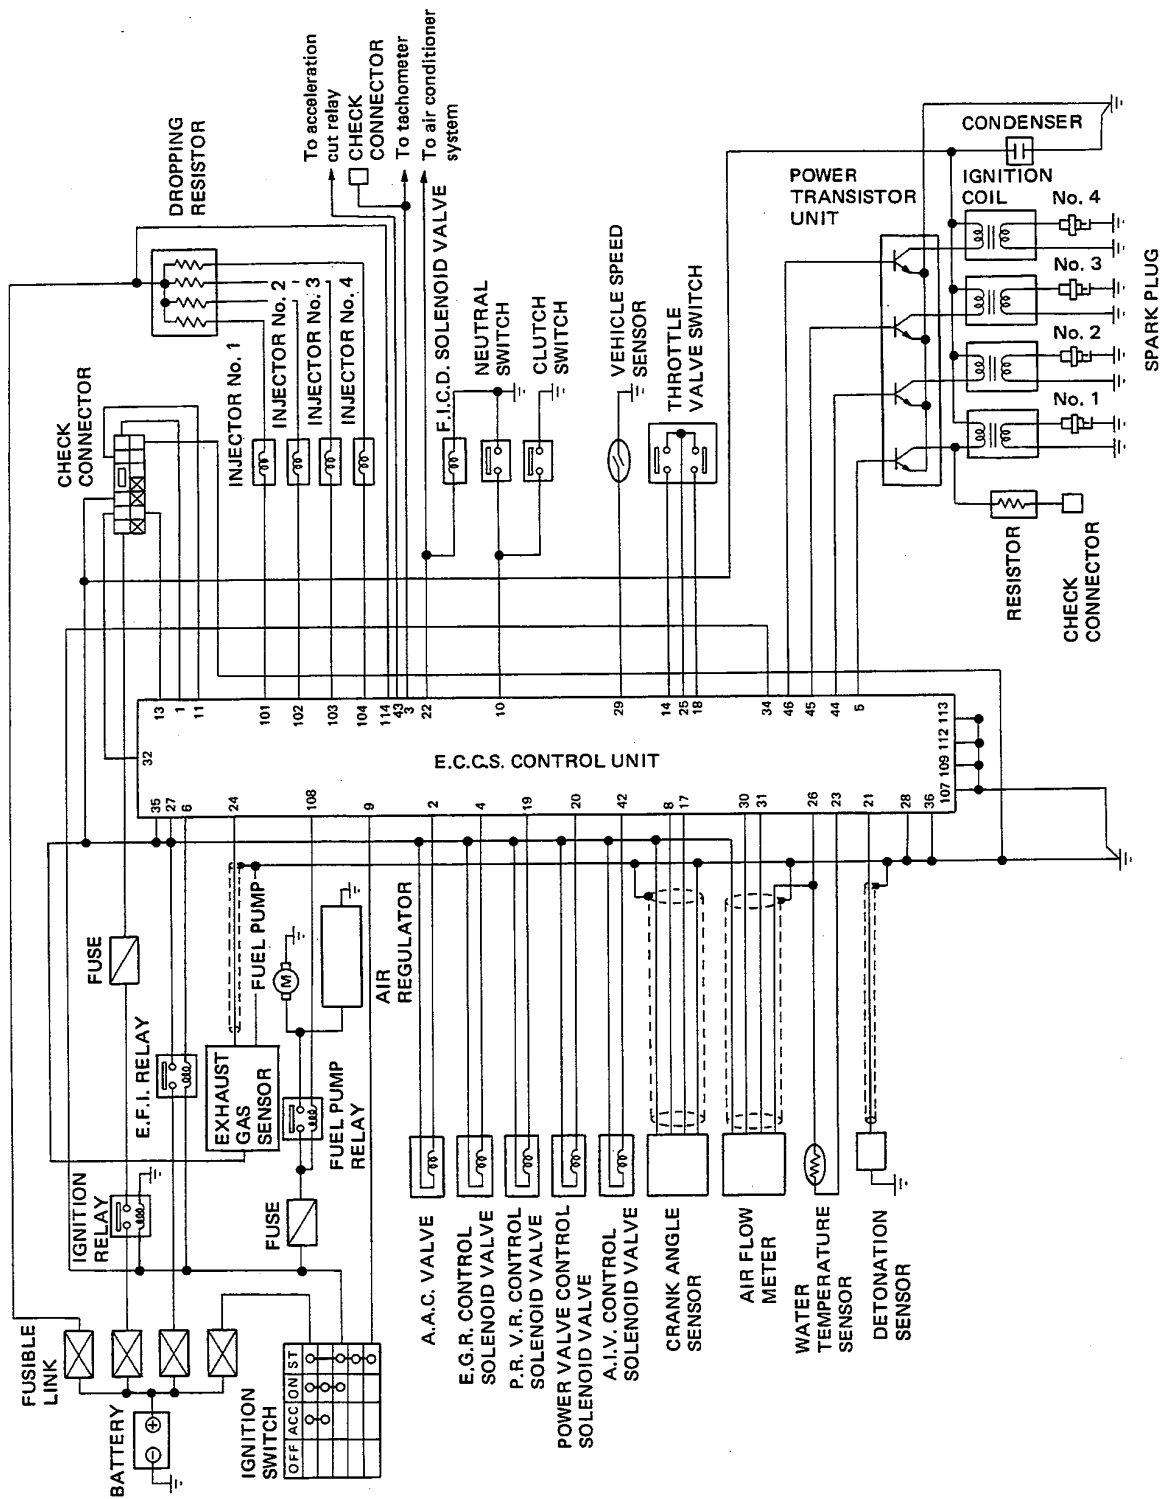 To acceleration
cut relay
CHECK
CONNECTOR
To tachometer
To air conditioner
system
DROPPING
RESISTOR
CHECK
CONNECTOR
INJECTOR No. 1
INJECTOR No. 2
INJECTOR No. 3
INJECTOR No. 4
F.I.C.D. SOLENOID VALVE
NEUTRAL
SWITCH
CLUTCH
SWITCH
VEHICLE SPEED
SENSOR
THROTTLE
VALVE SWITCH
POWER
TRANSISTOR
UNIT
CONDENSER
IGNITION
COIL
No. 4
No. 3
No. 2
No. 1
SPARK PLUG
RESISTOR
CHECK
CONNECTOR
13
1
11
101
102
103
104
114
43
3
22
10
29
14
25
18
34
46
45
44
5
32
E.C.C.S. CONTROL UNIT
113
112
109
107
35
27
6
24
108
9
2
4
19
20
42
8
17
30
31
26
23
21
28
36
FUSE
E.F.I. RELAY
IGNITION
RELAY
EXHAUST
GAS
SENSOR
FUEL PUMP
M
AIR
REGULATOR
FUEL PUMP
RELAY
FUSE
FUSIBLE
LINK
BATTERY
IGNITION
SWITCH
OFF
ACC
ON
ST
A.A.C. VALVE
E.G.R. CONTROL
SOLENOID VALVE
P.R. V.R. CONTROL
SOLENOID VALVE
POWER VALVE CONTROL
SOLENOID VALVE
A.I.V. CONTROL
SOLENOID VALVE
CRANK ANGLE
SENSOR
AIR FLOW
METER
WATER
TEMPERATURE
SENSOR
DETONATION
SENSOR